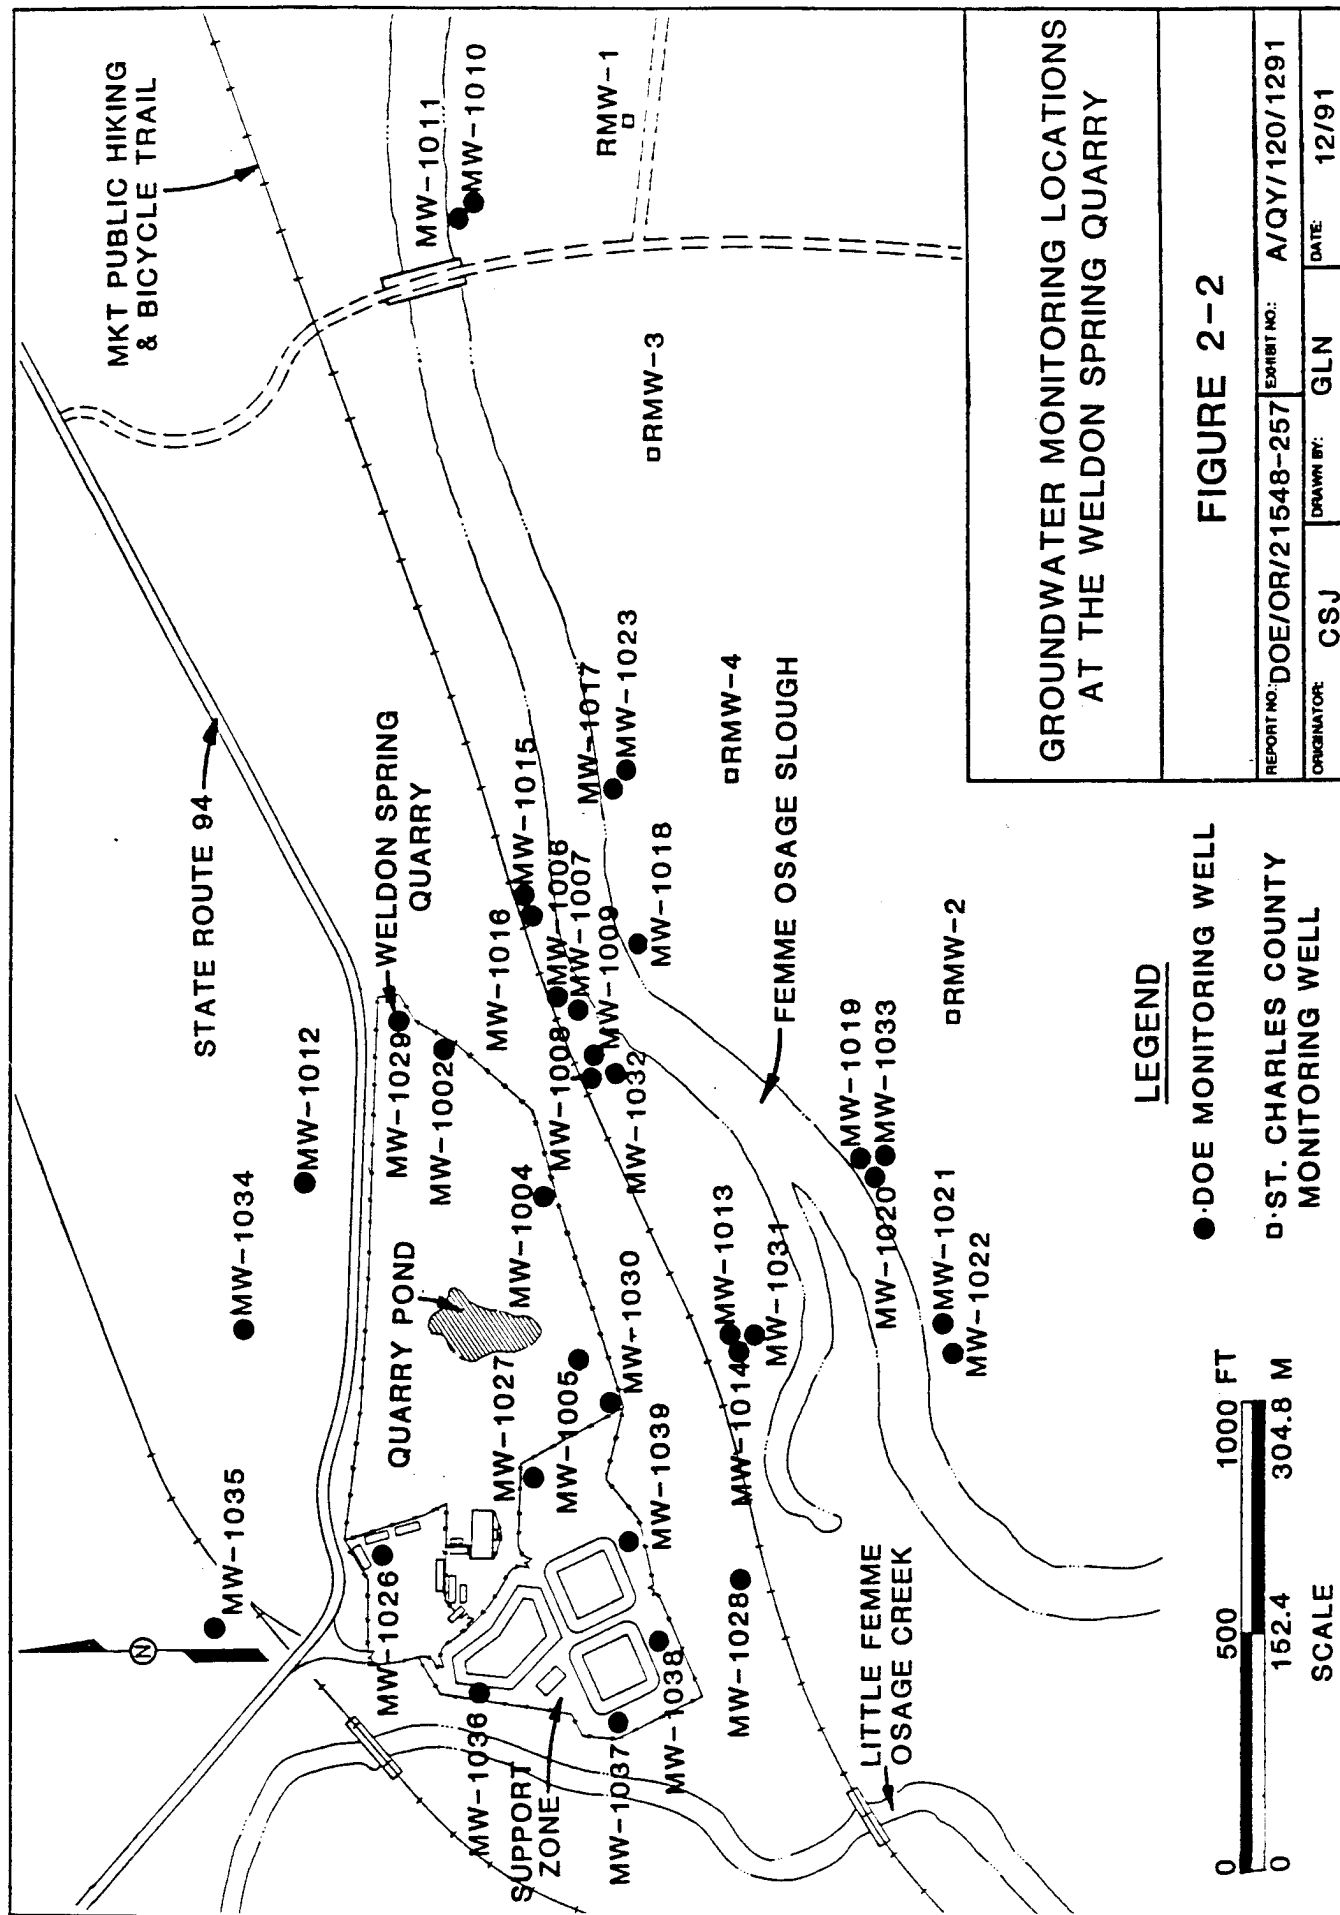 MKT PUBLIC HIKING
& BICYCLE TRAIL
STATE ROUTE 94
WELDON SPRING
QUARRY
QUARRY POND
MW-1035
MW-1034
MW-1012
MW-1029
MW-1002
MW-1004
MW-1027
MW-1005
MW-1030
MW-1026
MW-1036
SUPPORT
ZONE
MW-1037
MW-1038
MW-1039
MW-1028
MW-1014
MW-1013
MW-1031
MW-1032
MW-1008
MW-1009
MW-1007
MW-1006
MW-1016
MW-1015
MW-1017
MW-1023
MW-1018
MW-1011
MW-1010
RMW-1
RMW-3
RMW-4
RMW-2
FEMME OSAGE SLOUGH
MW-1019
MW-1033
MW-1020
MW-1021
MW-1022
LITTLE FEMME
OSAGE CREEK
N
LEGEND
DOE MONITORING WELL
ST. CHARLES COUNTY
MONITORING WELL
0 500 1000 FT
0 152.4 304.8 M
SCALE
GROUNDWATER MONITORING LOCATIONS
AT THE WELDON SPRING QUARRY
FIGURE 2-2
REPORT NO.: DOE/OR/21548-257 EXHIBIT NO.: A/QY/120/1291
ORIGINATOR: CSJ DRAWN BY: GLN DATE: 12/91